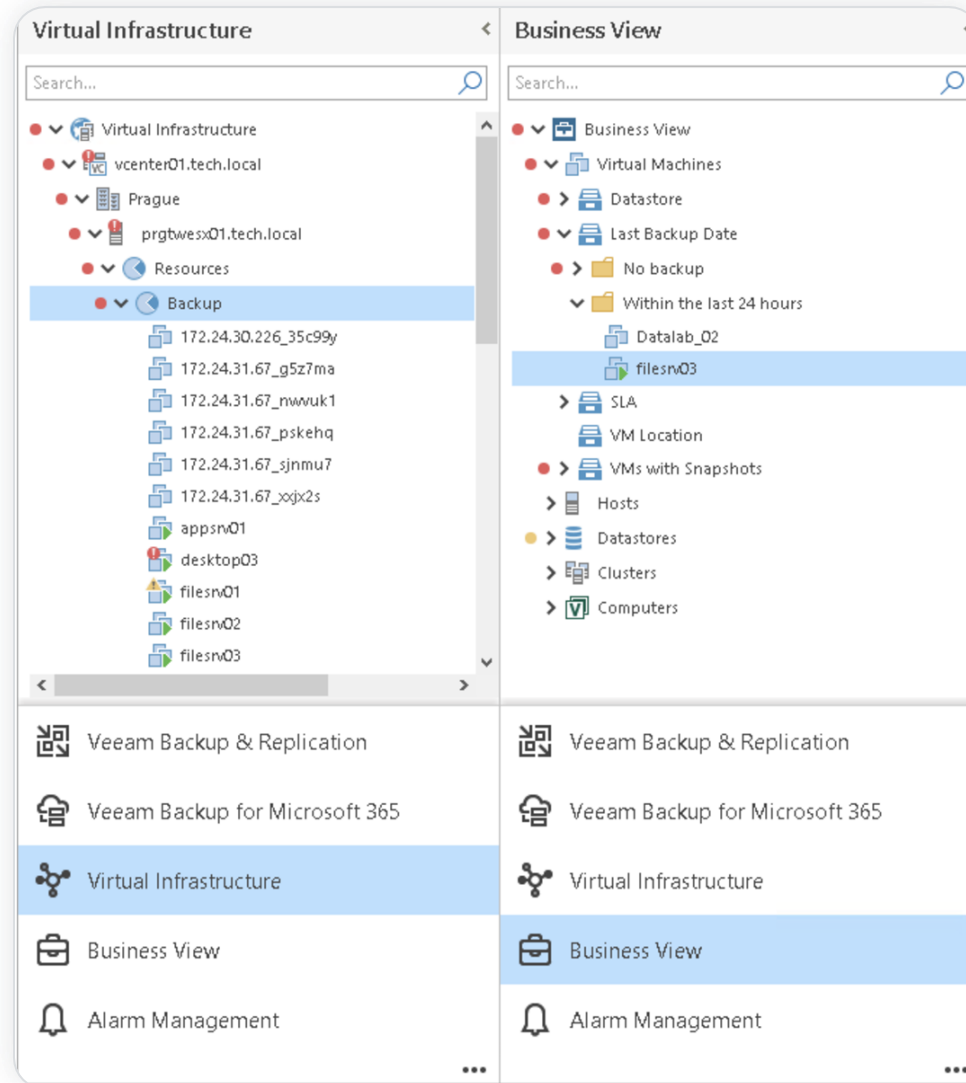 Virtual Infrastructure
Search...
Virtual Infrastructure
vcenter01.tech.local
Prague
prgtwesx01.tech.local
Resources
Backup
172.24.30.226_35c99y
172.24.31.67_g5z7ma
172.24.31.67_nwvuk1
172.24.31.67_pskehq
172.24.31.67_sjnmu7
172.24.31.67_xxjx2s
appsrv01
desktop03
filesrv01
filesrv02
filesrv03
Veeam Backup & Replication
Veeam Backup for Microsoft 365
Virtual Infrastructure
Business View
Alarm Management
Business View
Search...
Business View
Virtual Machines
Datastore
Last Backup Date
No backup
Within the last 24 hours
Datalab_02
filesrv03
SLA
VM Location
VMs with Snapshots
Hosts
Datastores
Clusters
Computers
Veeam Backup & Replication
Veeam Backup for Microsoft 365
Virtual Infrastructure
Business View
Alarm Management